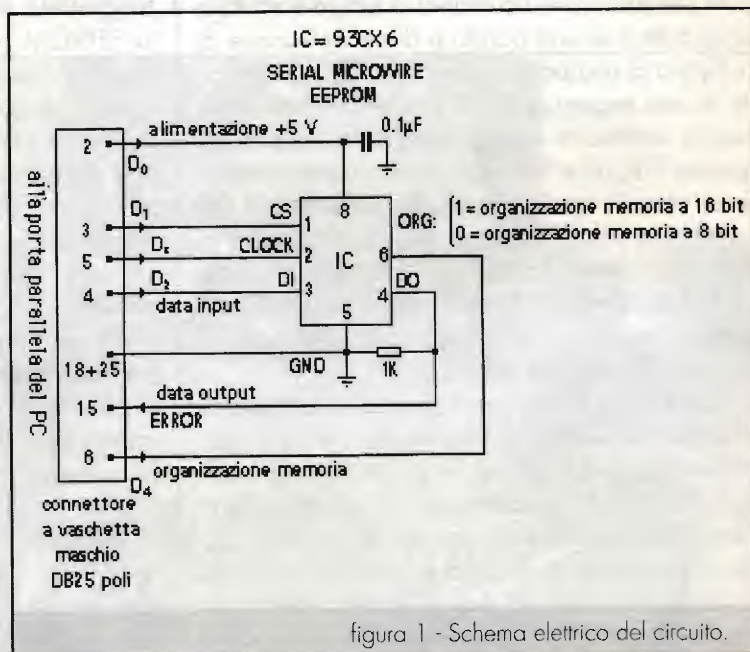 IC = 93CX6
SERIAL MICROWIRE
EEPROM
alimentazione +5 V
0.1µF
2
D0
all'a porta parallela del PC
D1
CS
3
1
8
ORG:
1 = organizzazione memoria a 16 bit
0 = organizzazione memoria a 8 bit
Dx
CLOCK
5
2
IC
6
D2
DI
DO
4
3
4
data input
5
18+25
GND
1K
data output
15
ERROR
6
organizzazione memoria
D4
connettore
a vaschetta
maschio
DB25 poli
figura 1 - Schema elettrico del circuito.